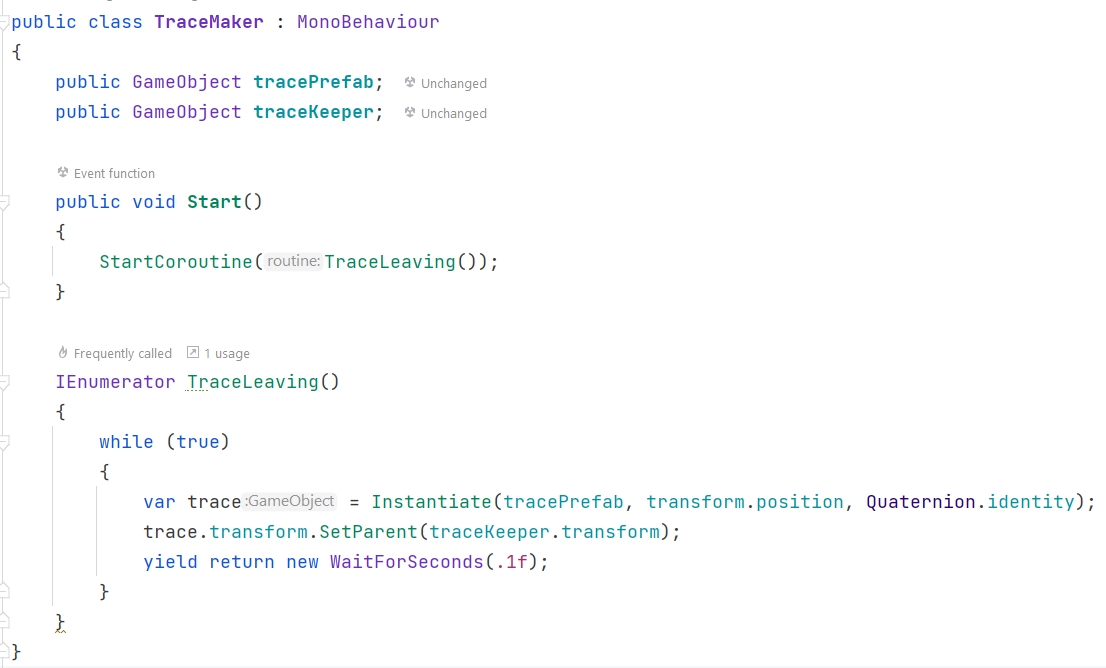 public class TraceMaker : MonoBehaviour
{
public GameObject tracePrefab; Unchanged
public GameObject traceKeeper; Unchanged
Event function
public void Start()
{
StartCoroutine(routine:TraceLeaving());
}
Frequently called 1 usage
IEnumerator TraceLeaving()
{
while (true)
{
var trace:GameObject = Instantiate(tracePrefab, transform.position, Quaternion.identity);
trace.transform.SetParent(traceKeeper.transform);
yield return new WaitForSeconds(.1f);
}
}
}